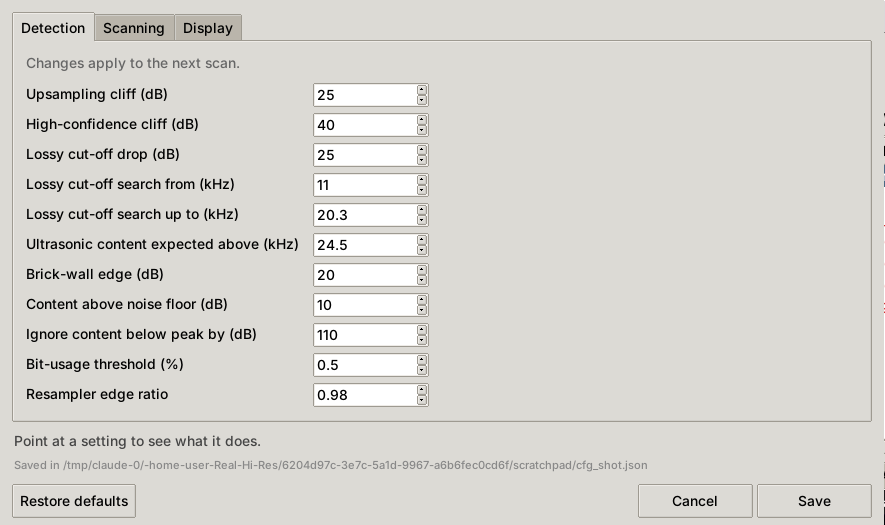 Detection Scanning Display
Changes apply to the next scan.
Upsampling cliff (dB) 25
High-confidence cliff (dB) 40
Lossy cut-off drop (dB) 25
Lossy cut-off search from (kHz) 11
Lossy cut-off search up to (kHz) 20.3
Ultrasonic content expected above (kHz) 24.5
Brick-wall edge (dB) 20
Content above noise floor (dB) 10
Ignore content below peak by (dB) 110
Bit-usage threshold (%) 0.5
Resampler edge ratio 0.98
Point at a setting to see what it does.
Saved in /tmp/claude-0/-home-user-Real-Hi-Res/6204d97c-3e7c-5a1d-9967-a6b6fec0cd6f/scratchpad/cfg_shot.json
Restore defaults Cancel Save